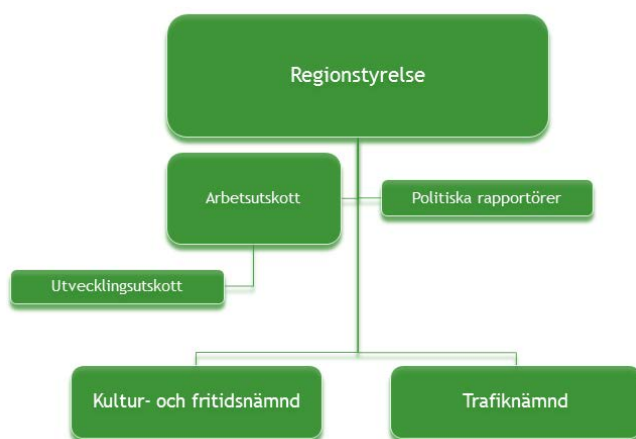 Regionstyrelse
Arbetsutskott
Politiska rapportörer
Utvecklingsutskott
Kultur- och fritidsnämnd
Trafiknämnd